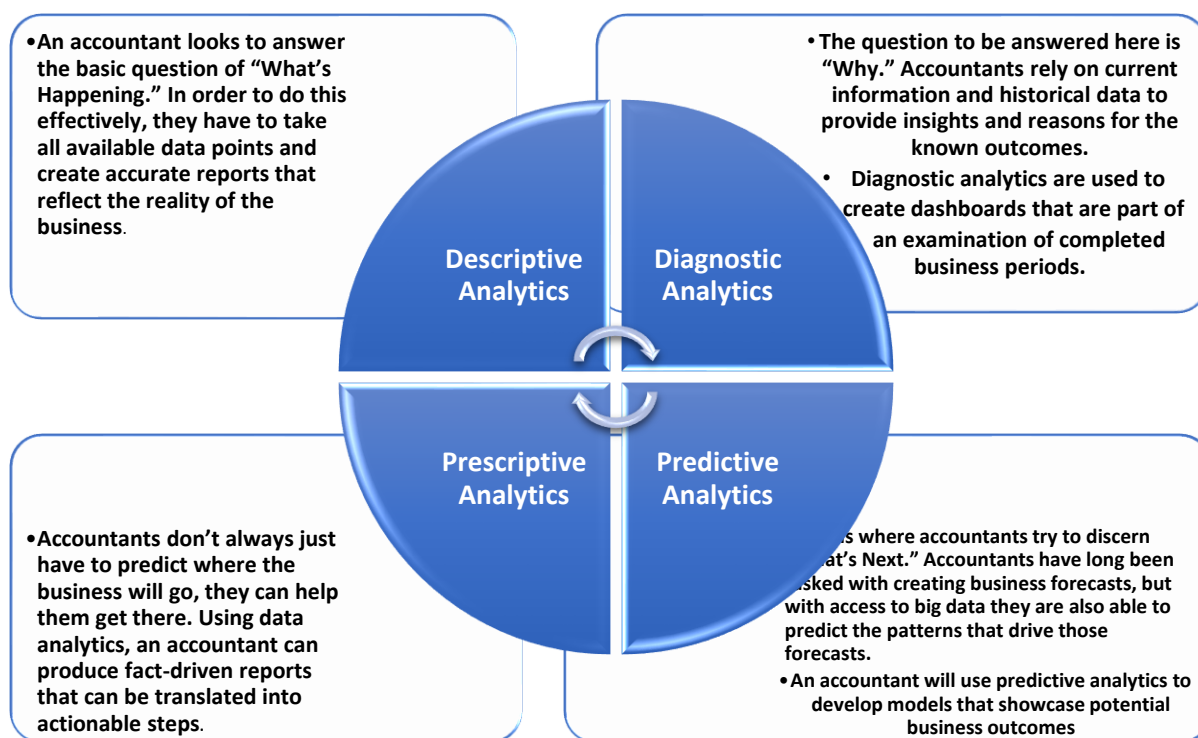 •An accountant looks to answer
the basic question of “What’s
Happening.” In order to do this
effectively, they have to take
all available data points and
create accurate reports that
reflect the reality of the
business.
• The question to be answered here is
“Why.” Accountants rely on current
information and historical data to
provide insights and reasons for the
known outcomes.
• Diagnostic analytics are used to
create dashboards that are part of
an examination of completed
business periods.
Descriptive
Analytics
Diagnostic
Analytics
Prescriptive
Analytics
Predictive
Analytics
•Accountants don’t always just
have to predict where the
business will go, they can help
them get there. Using data
analytics, an accountant can
produce fact-driven reports
that can be translated into
actionable steps.
where accountants try to discern
Next.” Accountants have long been
with creating business forecasts, but
with access to big data they are also able to
predict the patterns that drive those
forecasts.
•An accountant will use predictive analytics to
develop models that showcase potential
business outcomes